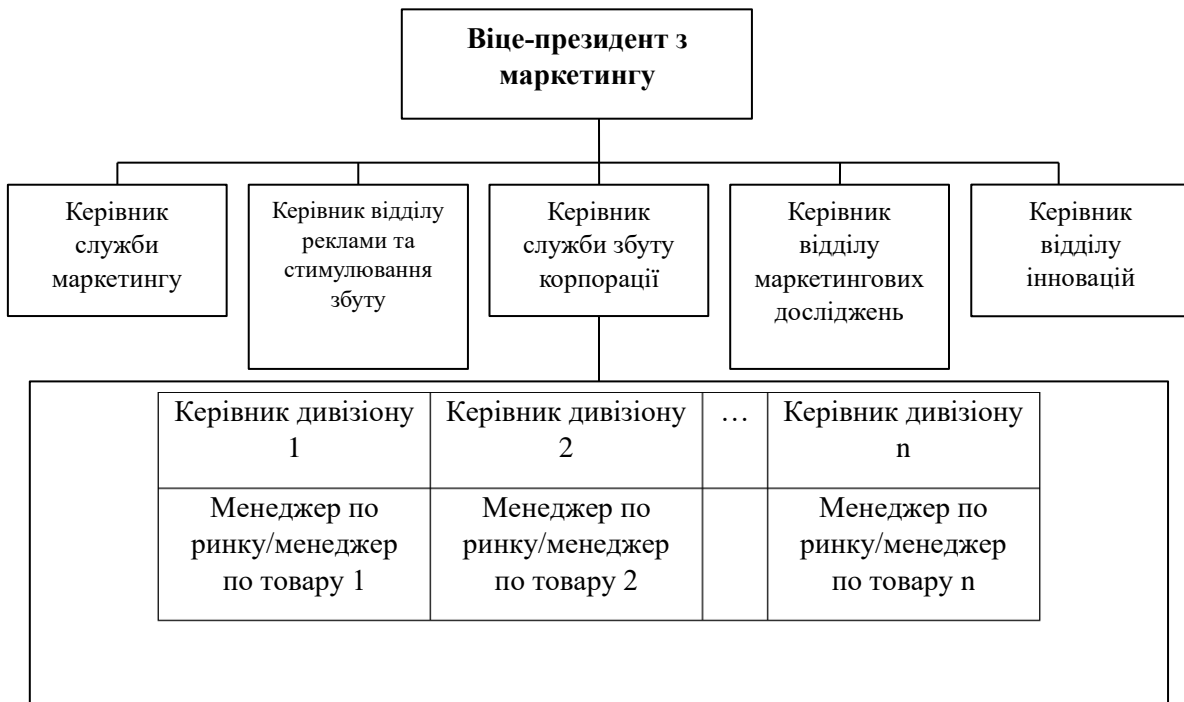 Віце-президент з
маркетингу
Керівник
служби
маркетингу
Керівник відділу
реклами та
стимулювання
збуту
Керівник
служби збуту
корпорації
Керівник
відділу
маркетингових
досліджень
Керівник
відділу
інновацій
Керівник дивізіону
1
Керівник дивізіону
2
…
Керівник дивізіону
n
Менеджер по
ринку/менеджер
по товару 1
Менеджер по
ринку/менеджер
по товару 2
Менеджер по
ринку/менеджер
по товару n